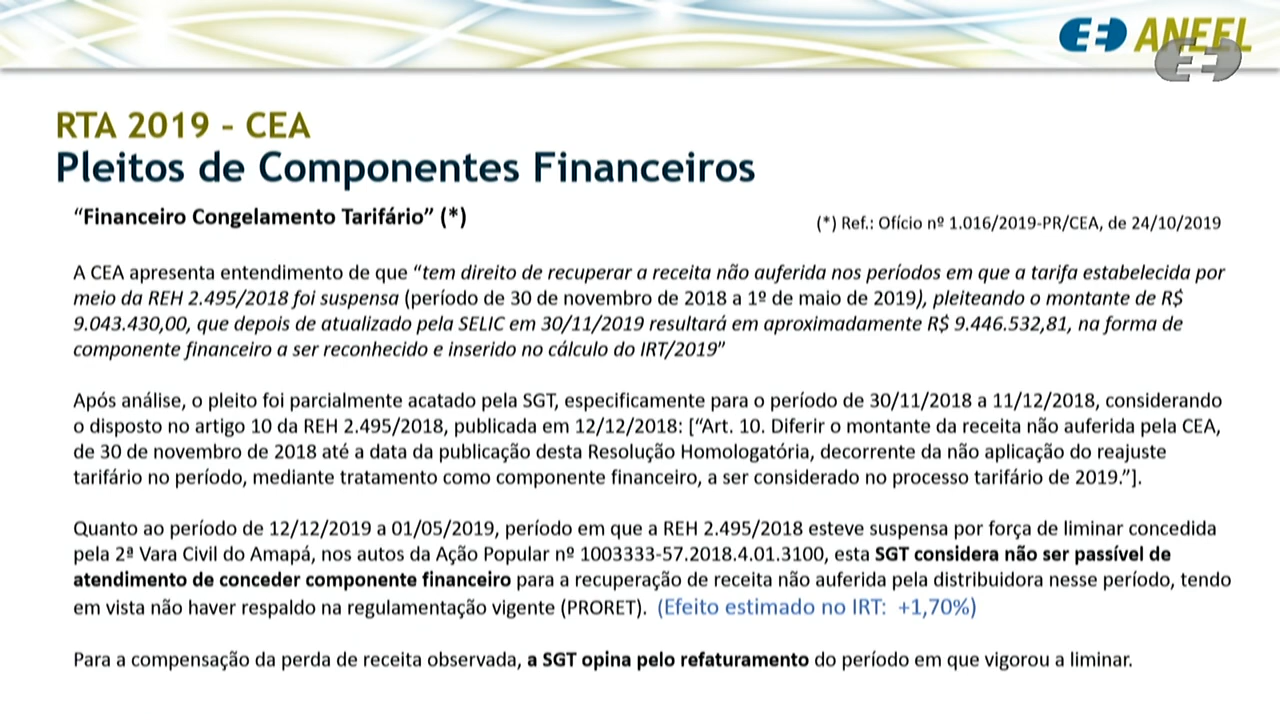 ANEEL
RTA 2019 - CEA
Pleitos de Componentes Financeiros
“Financeiro Congelamento Tarifário” (*)
(*) Ref.: Ofício nº 1.016/2019-PR/CEA, de 24/10/2019
A CEA apresenta entendimento de que “tem direito de recuperar a receita não auferida nos períodos em que a tarifa estabelecida por
meio da REH 2.495/2018 foi suspensa (período de 30 de novembro de 2018 a 1º de maio de 2019), pleiteando o montante de R$
9.043.430,00, que depois de atualizado pela SELIC em 30/11/2019 resultará em aproximadamente R$ 9.446.532,81, na forma de
componente financeiro a ser reconhecido e inserido no cálculo do IRT/2019”
Após análise, o pleito foi parcialmente acatado pela SGT, especificamente para o período de 30/11/2018 a 11/12/2018, considerando
o disposto no artigo 10 da REH 2.495/2018, publicada em 12/12/2018: [“Art. 10. Diferir o montante da receita não auferida pela CEA,
de 30 de novembro de 2018 até a data da publicação desta Resolução Homologatória, decorrente da não aplicação do reajuste
tarifário no período, mediante tratamento como componente financeiro, a ser considerado no processo tarifário de 2019.”].
Quanto ao período de 12/12/2019 a 01/05/2019, período em que a REH 2.495/2018 esteve suspensa por força de liminar concedida
pela 2ª Vara Civil do Amapá, nos autos da Ação Popular nº 1003333-57.2018.4.01.3100, esta SGT considera não ser passível de
atendimento de conceder componente financeiro para a recuperação de receita não auferida pela distribuidora nesse período, tendo
em vista não haver respaldo na regulamentação vigente (PRORET). (Efeito estimado no IRT: +1,70%)
Para a compensação da perda de receita observada, a SGT opina pelo refaturamento do período em que vigorou a liminar.